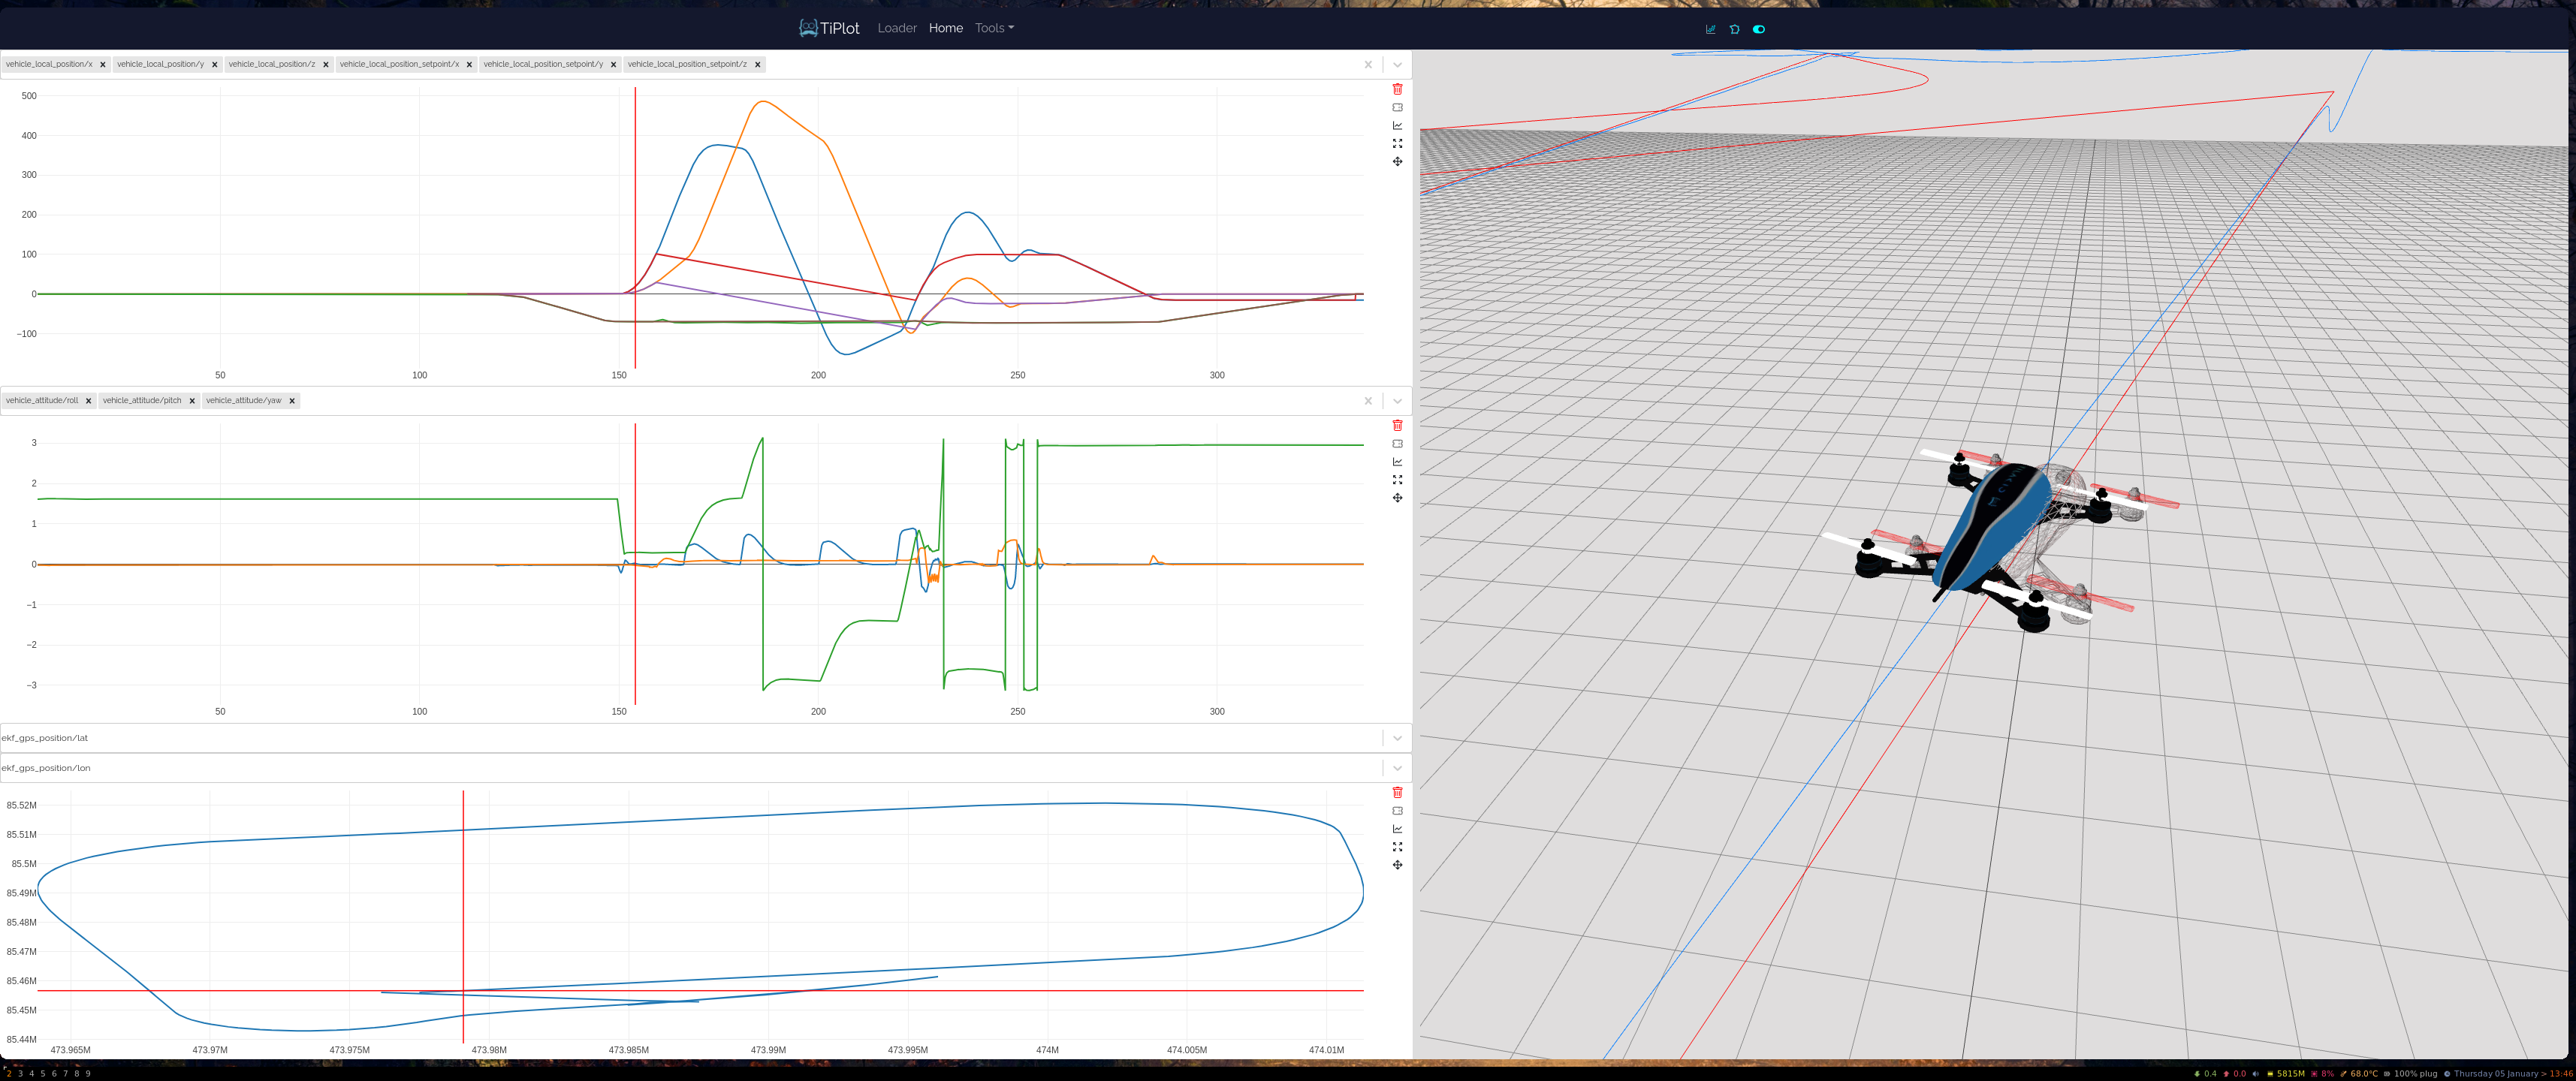 TiPlot Loader Home Tools
vehicle_local_position/x vehicle_local_position/y vehicle_local_position/z vehicle_local_position_setpoint/x vehicle_local_position_setpoint/y vehicle_local_position_setpoint/z
500
400
300
200
100
0
−100
50 100 150 200 250 300
vehicle_attitude/roll vehicle_attitude/pitch vehicle_attitude/yaw
3
2
1
0
−1
−2
−3
50 100 150 200 250 300
ekf_gps_position/lat
ekf_gps_position/lon
85.52M
85.51M
85.5M
85.49M
85.48M
85.47M
85.46M
85.45M
85.44M
473.965M 473.97M 473.975M 473.98M 473.985M 473.99M 473.995M 474M 474.005M 474.01M
2 3 4 5 6 7 8 9
0.4 0.0 5815M 8% 68.0°C 100% plug Thursday 05 January > 13:46